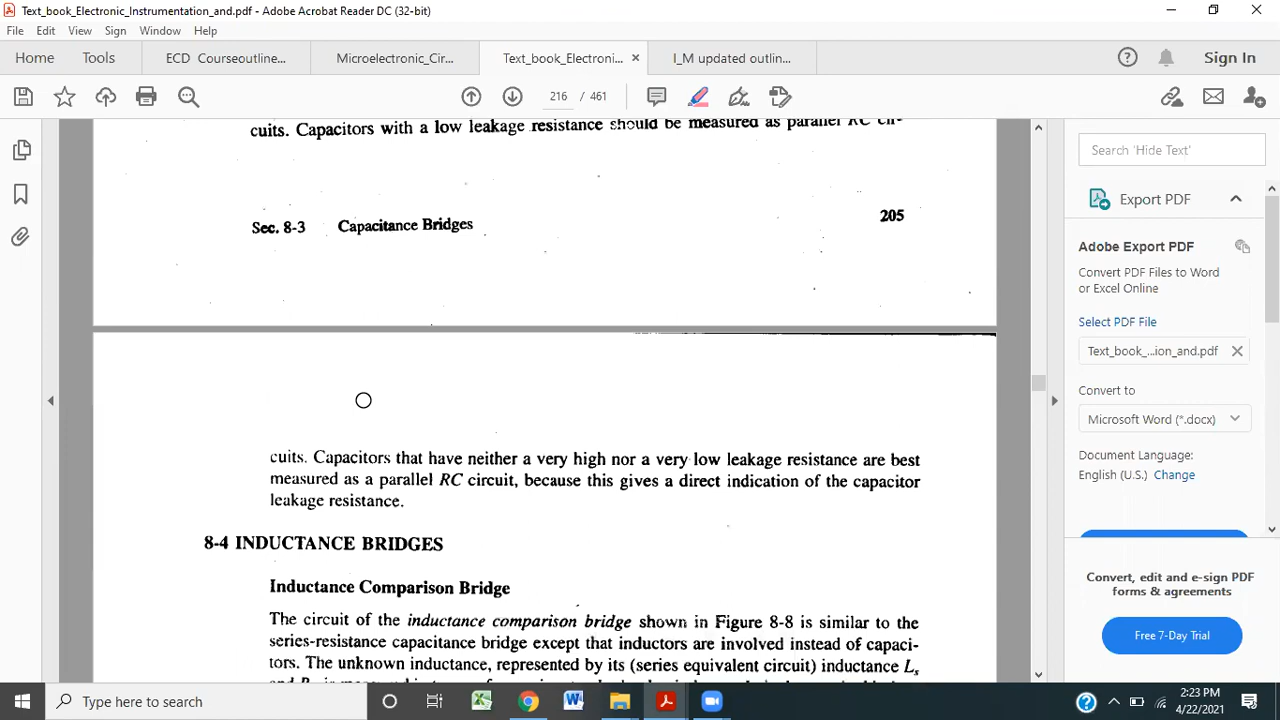 Text_book_Electronic_Instrumentation_and.pdf - Adobe Acrobat Reader DC (32-bit)
File Edit View Sign Window Help
Home Tools ECD Courseoutline... Microelectronic_Cir... Text_book_Electroni... I_M updated outlin... Sign In
216 / 461
cuits. Capacitors with a low leakage resistance should be measured as parallel RC cir-
Sec. 8-3 Capacitance Bridges 205
cuits. Capacitors that have neither a very high nor a very low leakage resistance are best
measured as a parallel RC circuit, because this gives a direct indication of the capacitor
leakage resistance.
8-4 INDUCTANCE BRIDGES
Inductance Comparison Bridge
The circuit of the inductance comparison bridge shown in Figure 8-8 is similar to the
series-resistance capacitance bridge except that inductors are involved instead of capaci-
tors. The unknown inductance, represented by its (series equivalent circuit) inductance Ls
Search 'Hide Text'
Export PDF
Adobe Export PDF
Convert PDF Files to Word
or Excel Online
Select PDF File
Text_book_...ion_and.pdf
Convert to
Microsoft Word (*.docx)
Document Language:
English (U.S.) Change
Convert, edit and e-sign PDF
forms & agreements
Free 7-Day Trial
Type here to search
2:23 PM
4/22/2021